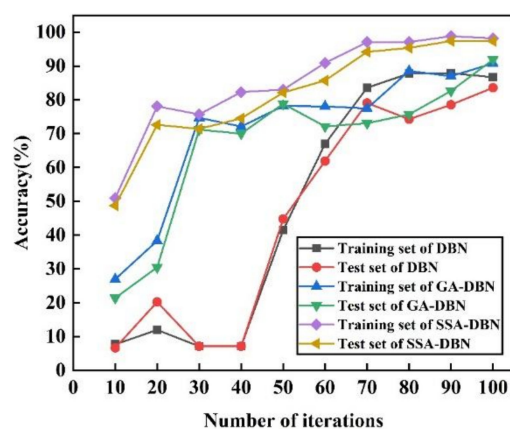 100
90
80
70
60
50
40
30
20
10
0
Accuracy(%)
Training set of DBN
Test set of DBN
Training set of GA-DBN
Test set of GA-DBN
Training set of SSA-DBN
Test set of SSA-DBN
0 10 20 30 40 50 60 70 80 90 100
Number of iterations